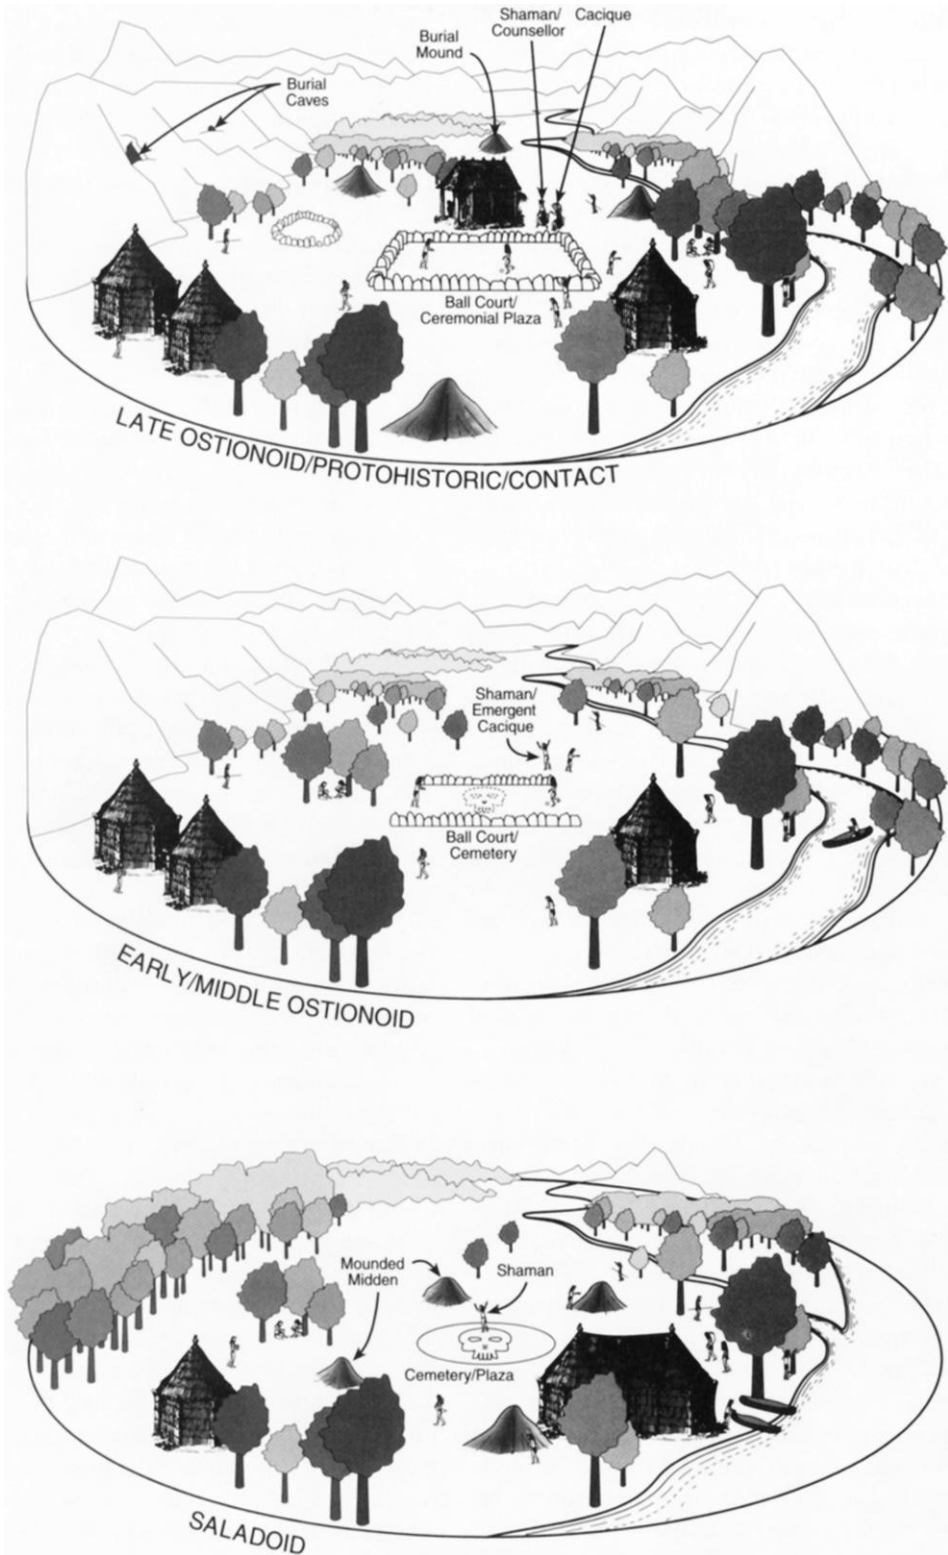 Shaman/
Counsellor
Cacique
Burial
Mound
Burial
Caves
Ball Court/
Ceremonial Plaza
LATE OSTIONOID/PROTOHISTORIC/CONTACT
Shaman/
Emergent
Cacique
Ball Court/
Cemetery
EARLY/MIDDLE OSTIONOID
Mounded
Midden
Shaman
Cemetery/Plaza
SALADOID